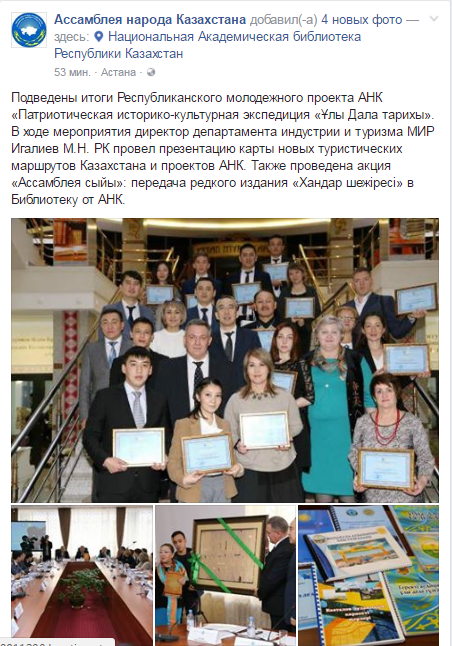 Ассамблея народа Казахстана добавил(-а) 4 новых фото —
здесь: Национальная Академическая библиотека
Республики Казахстан
53 мин. · Астана ·
Подведены итоги Республиканского молодежного проекта АНК
«Патриотическая историко-культурная экспедиция «Ұлы Дала тарихы».
В ходе мероприятия директор департамента индустрии и туризма МИР
Игалиев М.Н. РК провел презентацию карты новых туристических
маршрутов Казахстана и проектов АНК. Также проведена акция
«Ассамблея сыйы»: передача редкого издания «Хандар шежіресі» в
Библиотеку от АНК.